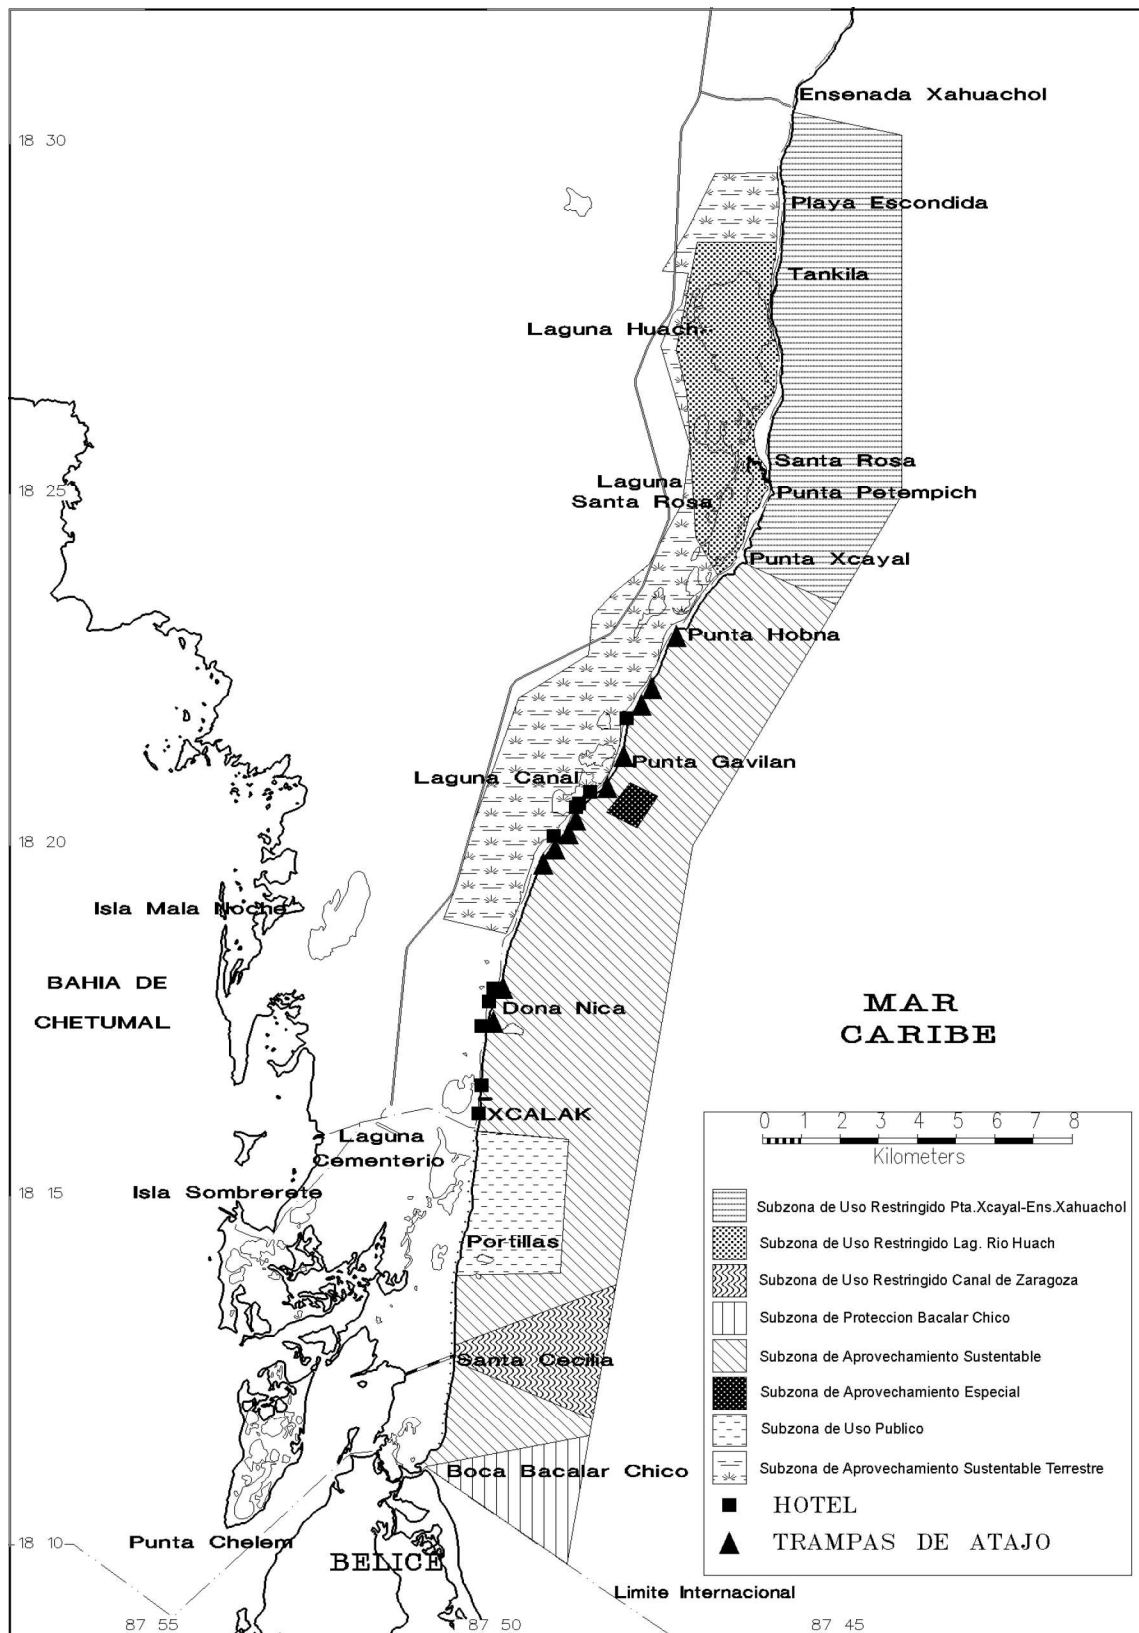 Ensenada Xahuachol
18 30
Playa Escondida
Tankila
Laguna Huach
Santa Rosa
Laguna
Santa Rosa
18 25
Punta Petempich
Punta Xcayal
Punta Hobna
Punta Gavilan
Laguna Canal
18 20
Isla Mala Noche
BAHIA DE
CHETUMAL
Dona Nica
MAR
CARIBE
XCALAK
Laguna
Cementerio
Isla Sombrerete
18 15
Portillas
Santa Cecilia
Boca Bacalar Chico
Punta Chelem
18 10
BELICE
Limite Internacional
87 55
87 50
87 45
0 1 2 3 4 5 6 7 8
Kilometers
Subzona de Uso Restringido Pta.Xcayal-Ens.Xahuachol
Subzona de Uso Restringido Lag. Rio Huach
Subzona de Uso Restringido Canal de Zaragoza
Subzona de Proteccion Bacalar Chico
Subzona de Aprovechamiento Sustentable
Subzona de Aprovechamiento Especial
Subzona de Uso Publico
Subzona de Aprovechamiento Sustentable Terrestre
HOTEL
TRAMPAS DE ATAJO